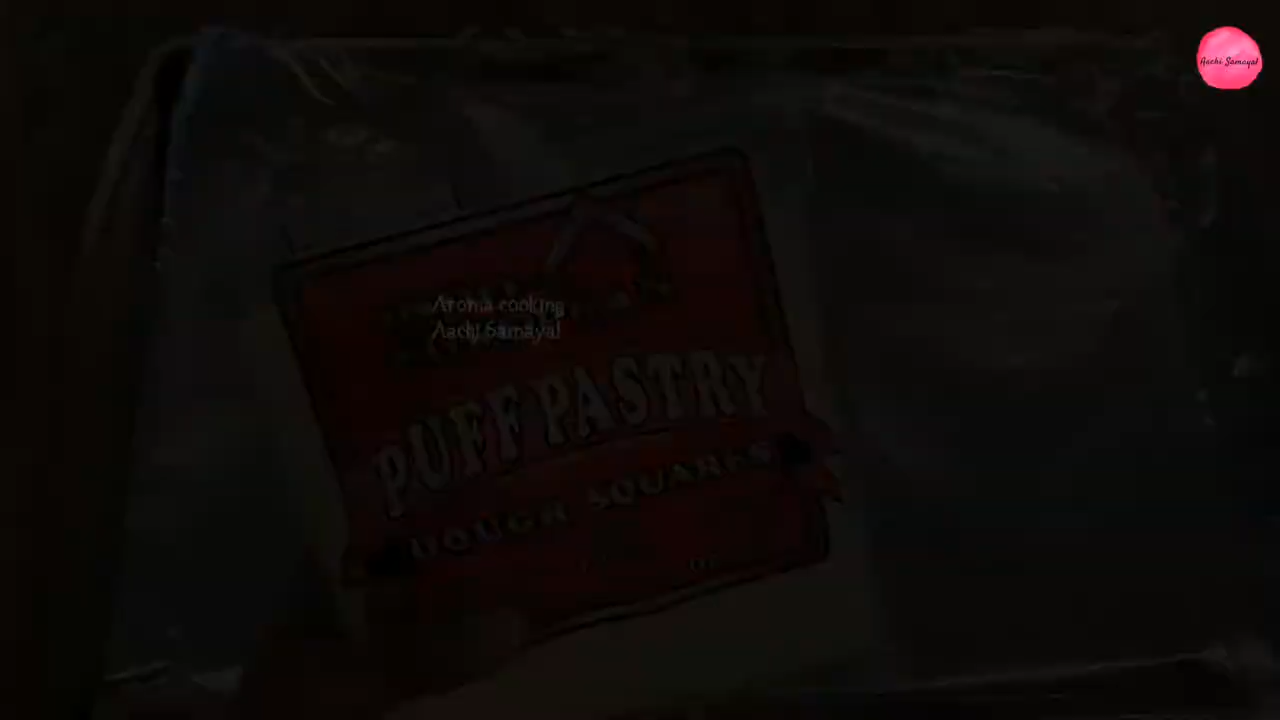 Aachi Samayal
Aroma cooking
Aachi Samayal
PUFF PASTRY
DOUGH SQUARES